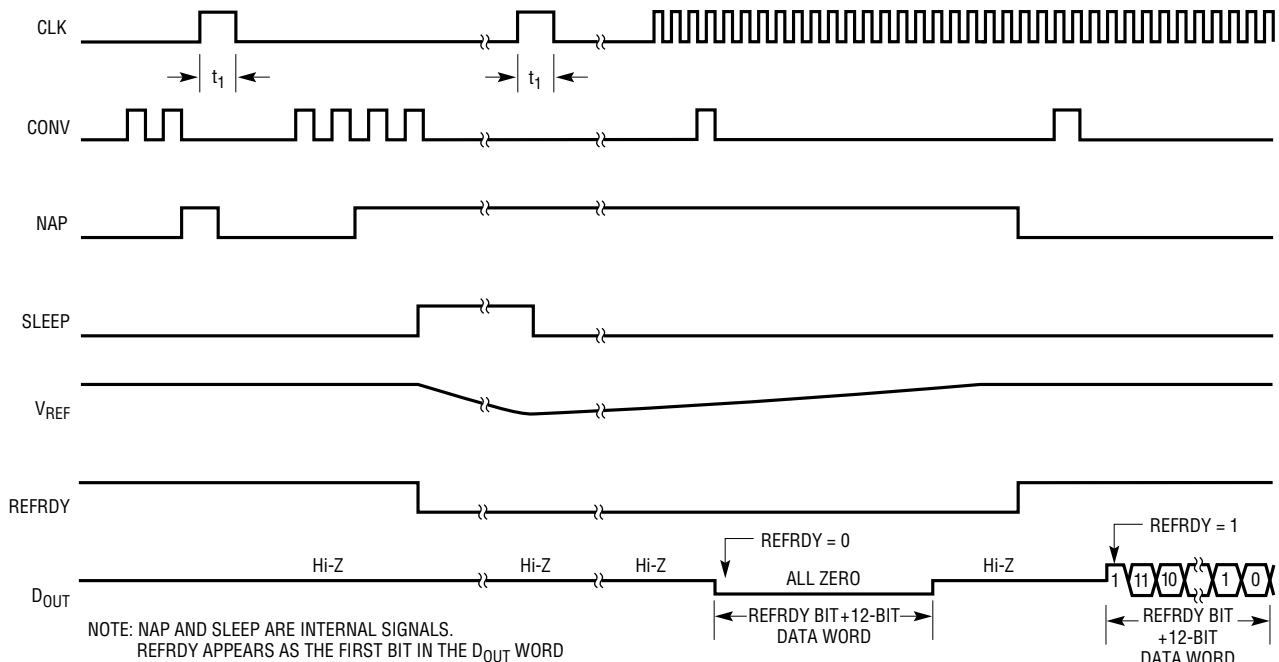 CLK
t1
t1
CONV
NAP
SLEEP
VREF
REFRDY
REFRDY = 0
REFRDY = 1
Hi-Z
Hi-Z
Hi-Z
ALL ZERO
Hi-Z
DOUT
1 11 10 1 0
REFRDY BIT+12-BIT
DATA WORD
REFRDY BIT
+12-BIT
DATA WORD
NOTE: NAP AND SLEEP ARE INTERNAL SIGNALS.
REFRDY APPEARS AS THE FIRST BIT IN THE DOUT WORD